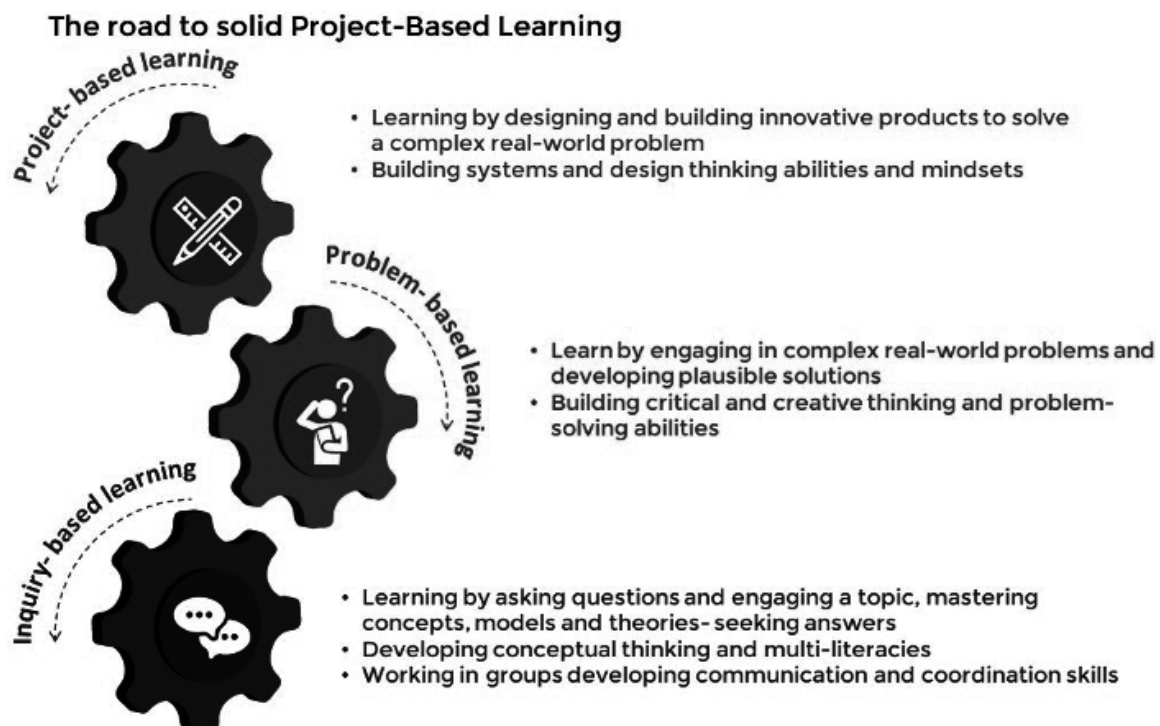 The road to solid Project-Based Learning
Project- based learning
• Learning by designing and building innovative products to solve
a complex real-world problem
• Building systems and design thinking abilities and mindsets
Problem- based learning
?
• Learn by engaging in complex real-world problems and
developing plausible solutions
• Building critical and creative thinking and problem-
solving abilities
Inquiry- based learning
• Learning by asking questions and engaging a topic, mastering
concepts, models and theories- seeking answers
• Developing conceptual thinking and multi-literacies
• Working in groups developing communication and coordination skills